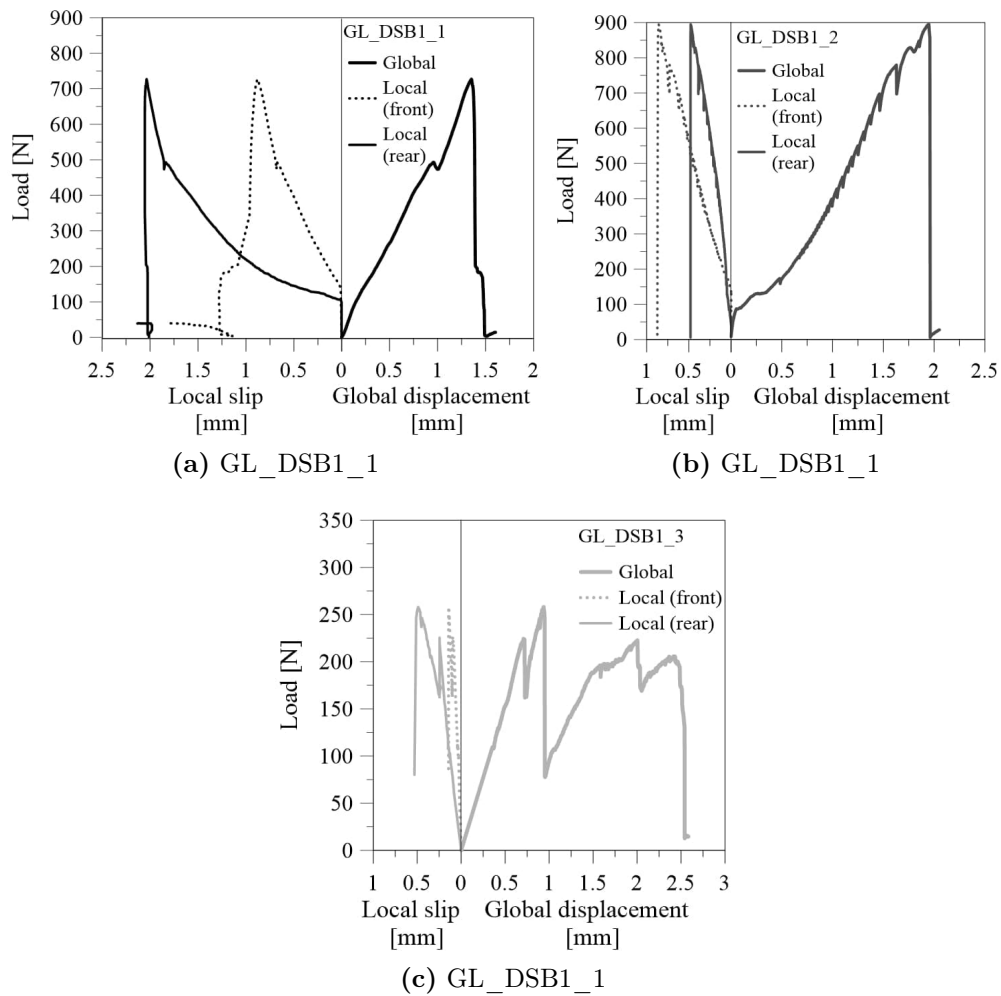 900
800
700
600
500
400
300
200
100
0
Load [N]
GL_DSB1_1
Global
Local
(front)
Local
(rear)
2.5 2 1.5 1 0.5 0 0.5 1 1.5 2
Local slip Global displacement
[mm] [mm]
(a) GL_DSB1_1
900
800
700
600
500
400
300
200
100
0
Load [N]
GL_DSB1_2
Global
Local
(front)
Local
(rear)
1 0.5 0 0.5 1 1.5 2 2.5
Local slip Global displacement
[mm] [mm]
(b) GL_DSB1_1
350
300
250
200
150
100
50
0
Load [N]
GL_DSB1_3
Global
Local (front)
Local (rear)
1 0.5 0 0.5 1 1.5 2 2.5 3
Local slip Global displacement
[mm] [mm]
(c) GL_DSB1_1